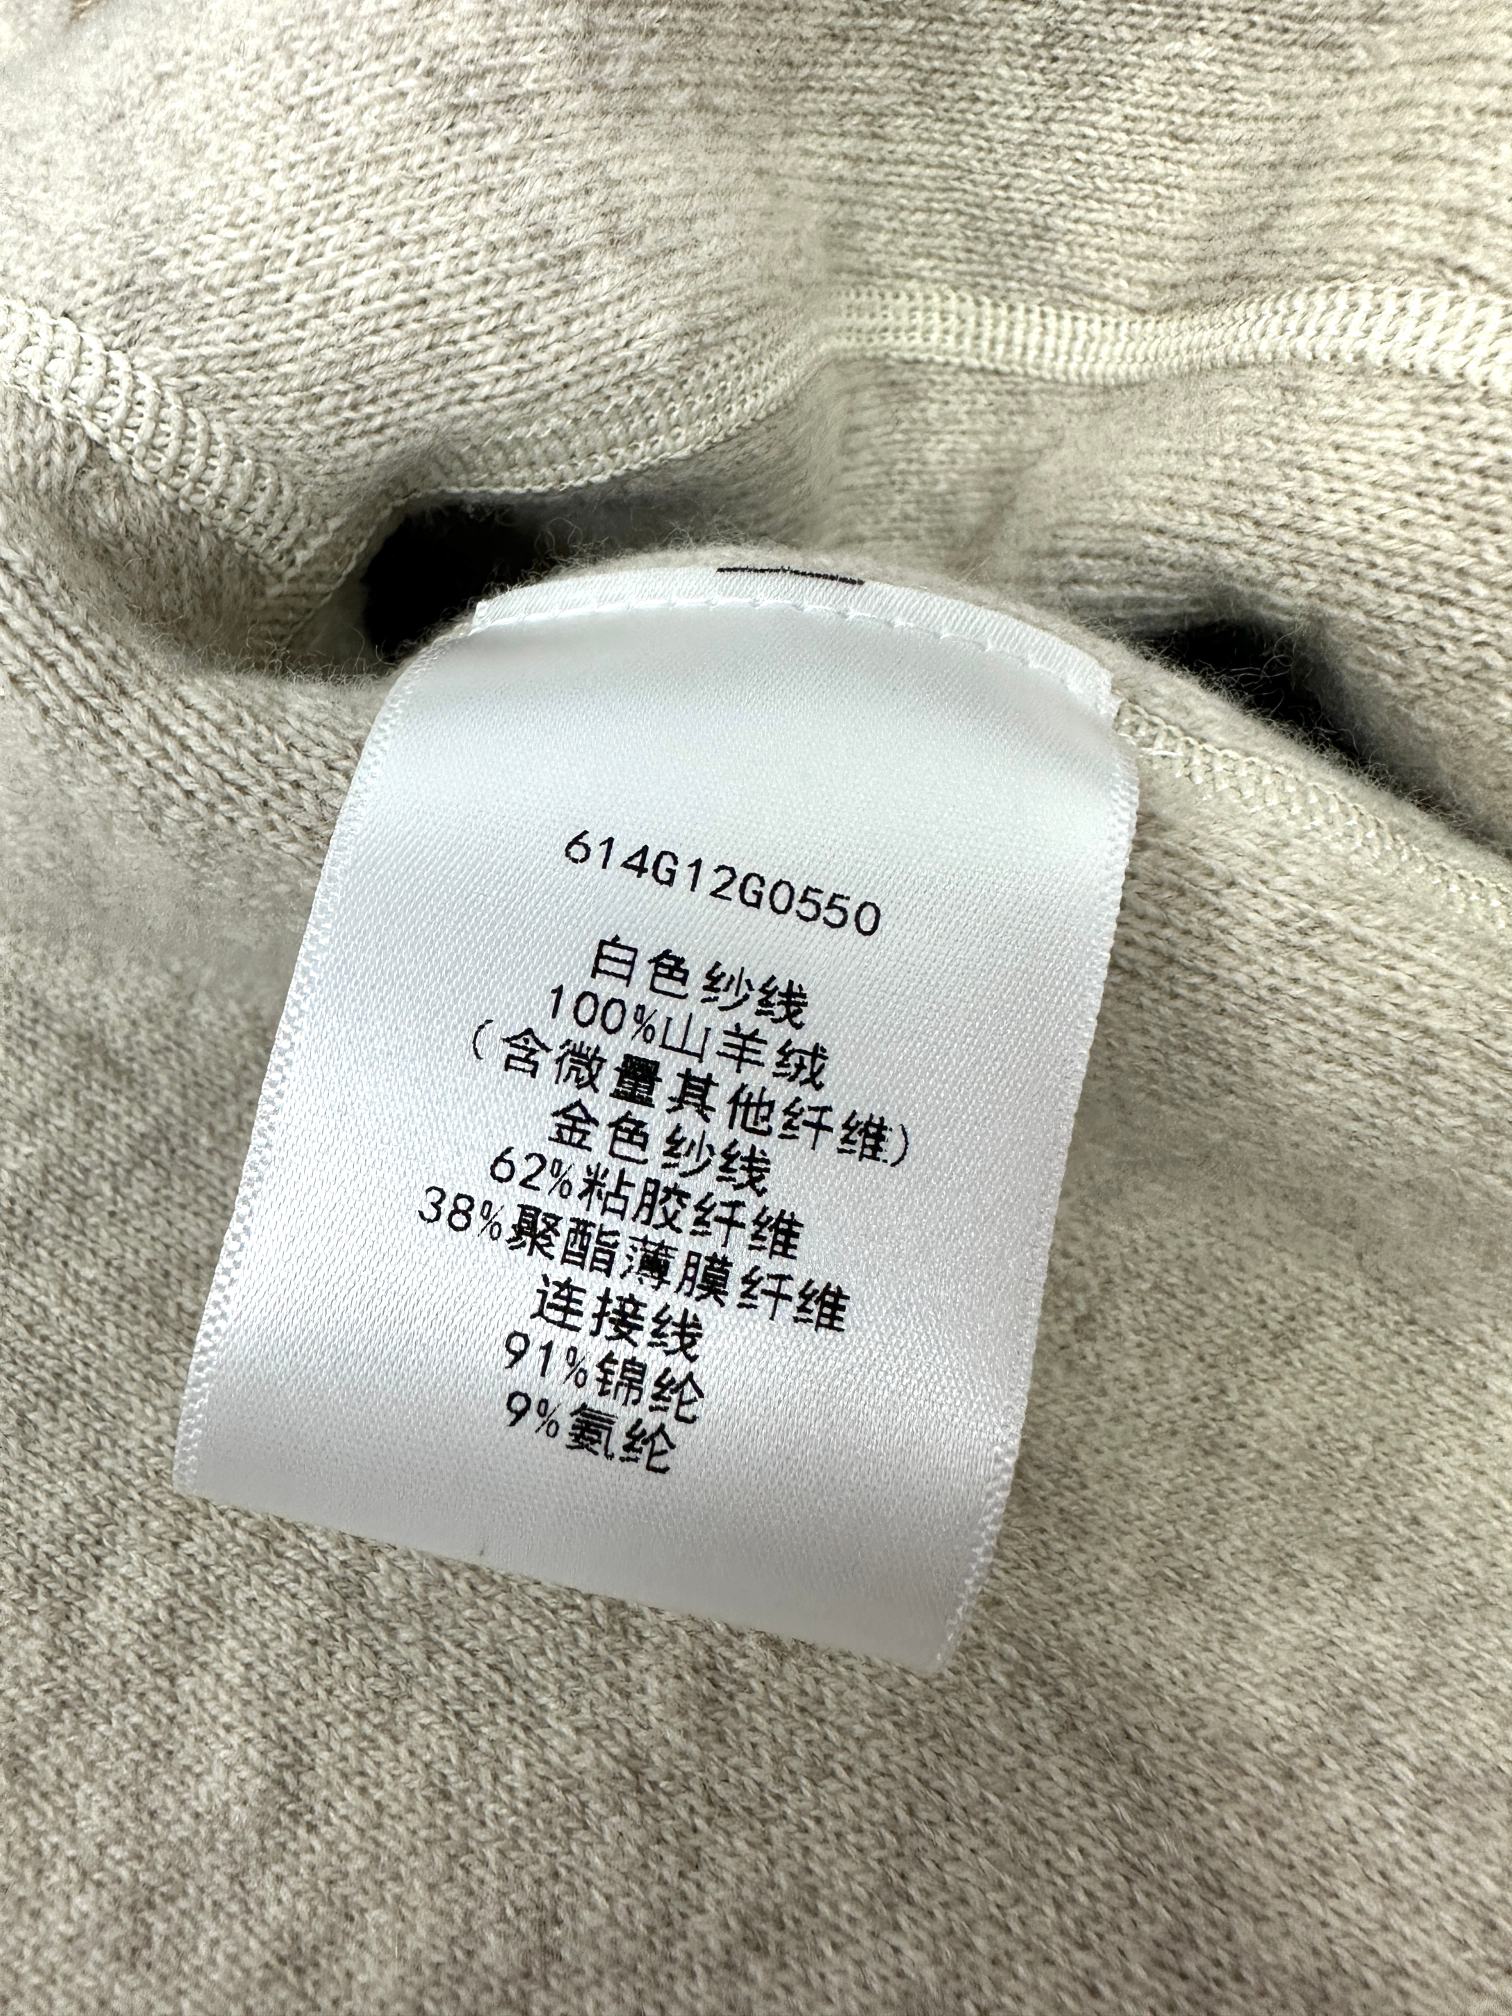 614G12G0550
白色纱线
100%山羊绒
(含微量其他纤维)
金色纱线
62%粘胶纤维
38%聚酯薄膜纤维
连接线
91%锦纶
9%氨纶